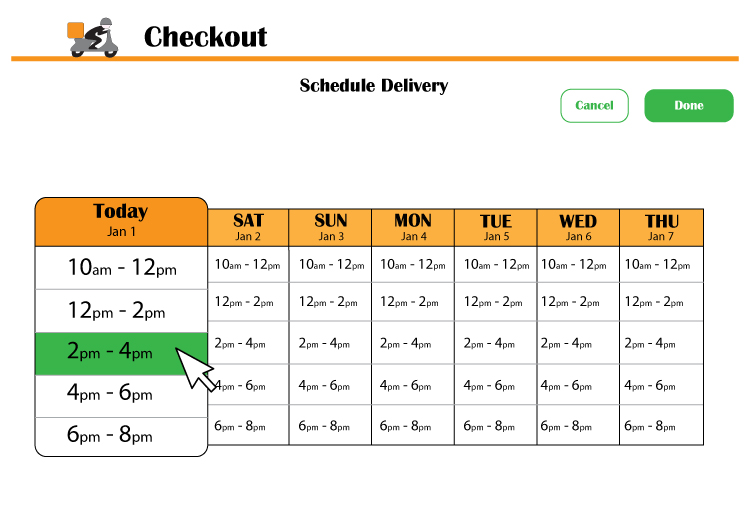 Checkout
Schedule Delivery
Cancel Done
Today SAT SUN MON TUE WED THU
Jan 1 Jan 2 Jan 3 Jan 4 Jan 5 Jan 6 Jan 7
10am - 12pm 10am - 12pm 10am - 12pm 10am - 12pm 10am - 12pm 10am - 12pm 10am - 12pm
12pm - 2pm 12pm - 2pm 12pm - 2pm 12pm - 2pm 12pm - 2pm 12pm - 2pm 12pm - 2pm
2pm - 4pm 2pm - 4pm 2pm - 4pm 2pm - 4pm 2pm - 4pm 2pm - 4pm 2pm - 4pm
4pm - 6pm 4pm - 6pm 4pm - 6pm 4pm - 6pm 4pm - 6pm 4pm - 6pm 4pm - 6pm
6pm - 8pm 6pm - 8pm 6pm - 8pm 6pm - 8pm 6pm - 8pm 6pm - 8pm 6pm - 8pm